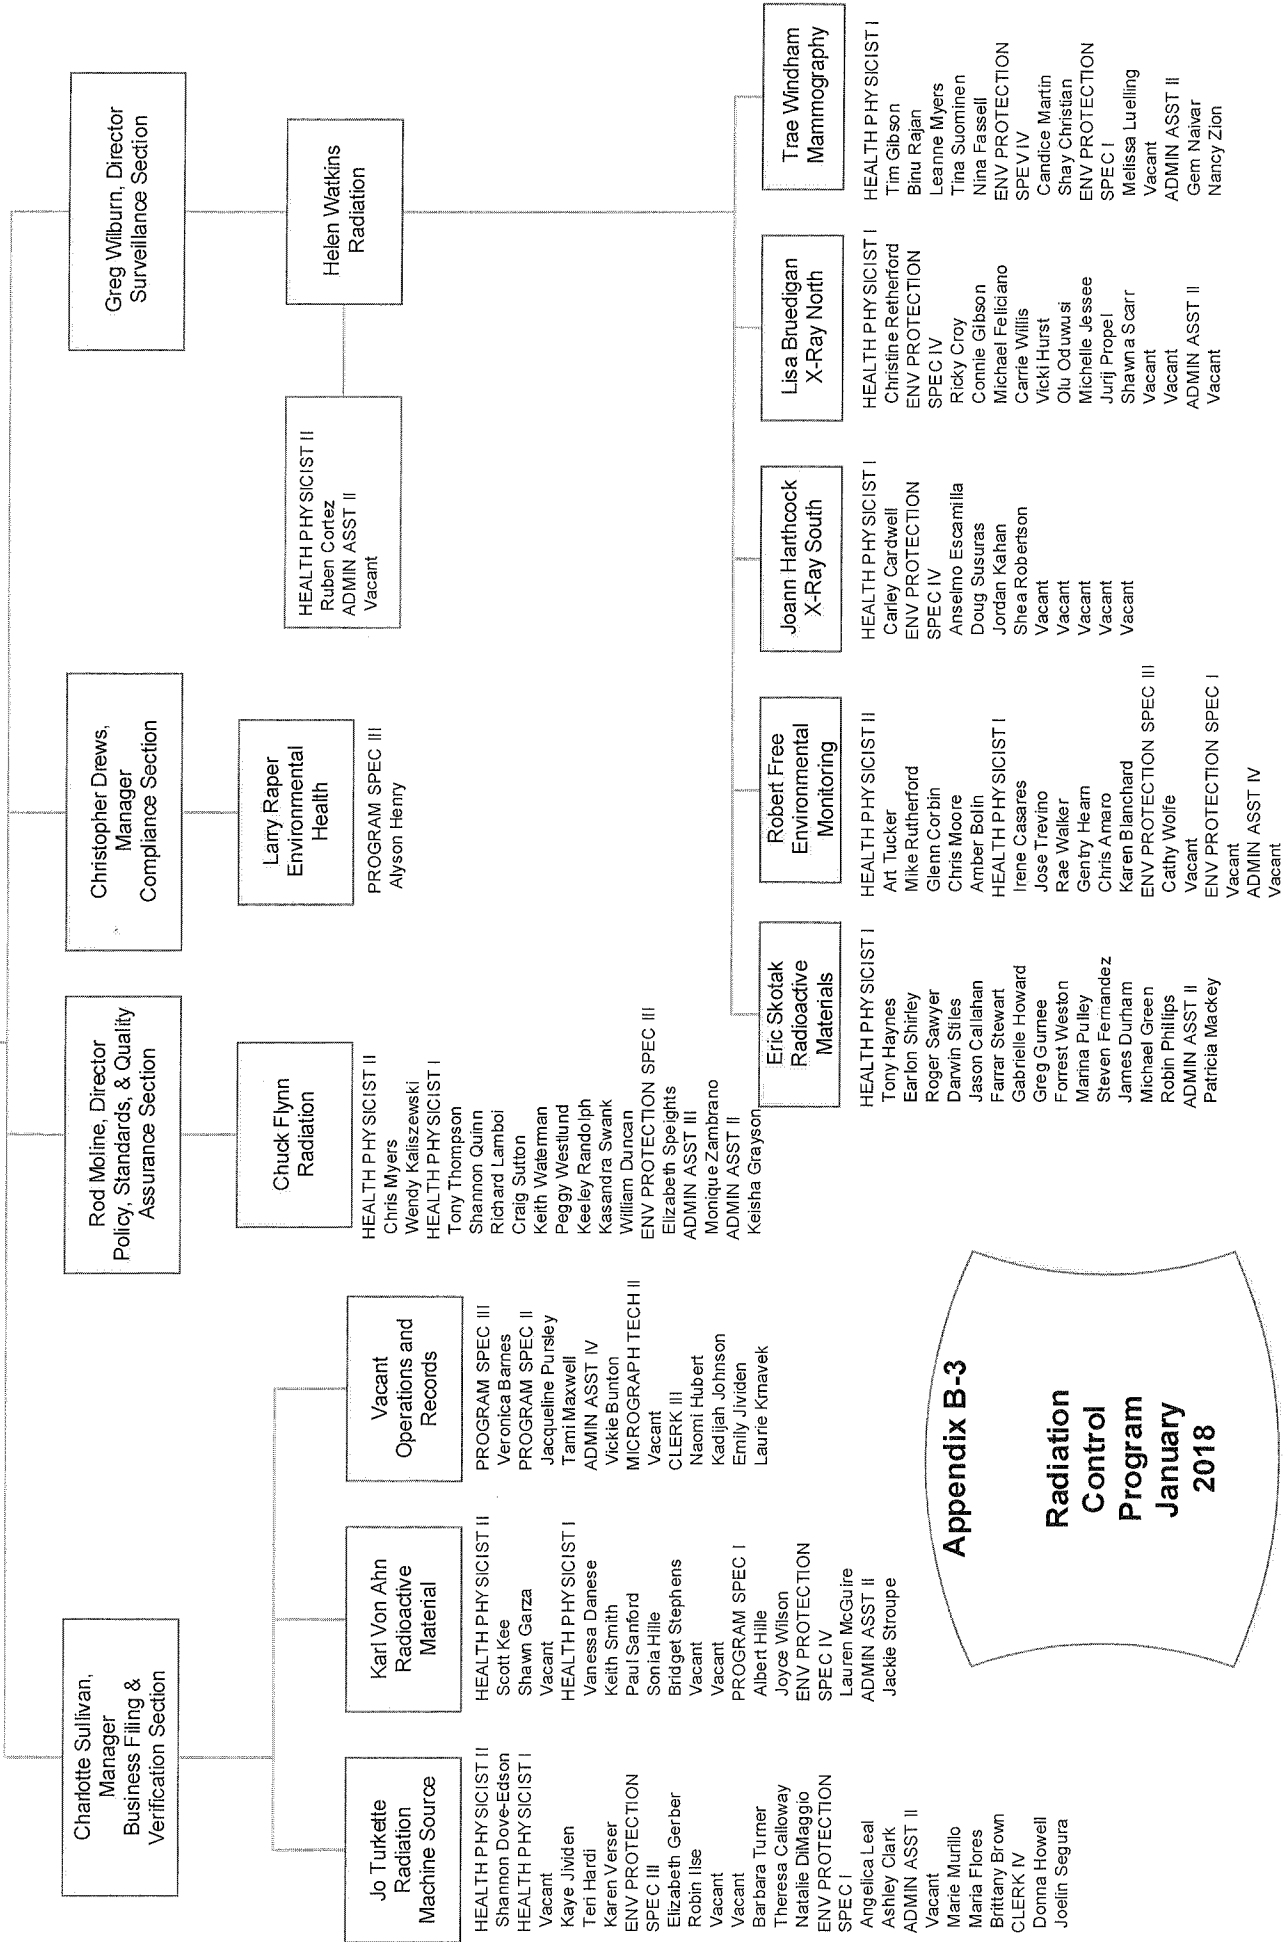 Charlotte Sullivan,
Manager
Business Filing &
Verification Section
Rod Moline, Director
Policy, Standards, & Quality
Assurance Section
Christopher Drews,
Manager
Compliance Section
Greg Wilburn, Director
Surveillance Section
Jo Turkette
Radiation
Machine Source
HEALTH PHYSICIST II
Shannon Dove-Edson
HEALTH PHYSICIST I
Vacant
Kaye Jividen
Teri Hardi
Karen Verser
ENV PROTECTION
SPEC III
Elizabeth Gerber
Robin Ilse
Vacant
Vacant
Barbara Turner
Theresa Calloway
Natalie DiMaggio
ENV PROTECTION
SPEC I
Angelica Leal
Ashley Clark
ADMIN ASST II
Vacant
Marie Murillo
Maria Flores
Brittany Brown
CLERK IV
Donna Howell
Joelin Segura
Karl Von Ahn
Radioactive
Material
HEALTH PHYSICIST II
Scott Kee
Shawn Garza
Vacant
HEALTH PHYSICIST I
Vanessa Danese
Keith Smith
Paul Sanford
Sonia Hille
Bridget Stephens
Vacant
Vacant
PROGRAM SPEC I
Albert Hille
Joyce Wilson
ENV PROTECTION
SPEC IV
Lauren McGuire
ADMIN ASST II
Jackie Stroupe
Vacant
Operations and
Records
PROGRAM SPEC III
Veronica Barnes
PROGRAM SPEC II
Jacqueline Pursley
Tami Maxwell
ADMIN ASST IV
Vickie Bunton
MICROGRAPH TECH II
Vacant
CLERK III
Naomi Hubert
Kadijah Johnson
Emily Jividen
Laurie Krnavek
Chuck Flynn
Radiation
HEALTH PHYSICIST II
Chris Myers
Wendy Kaliszewski
HEALTH PHYSICIST I
Tony Thompson
Shannon Quinn
Richard Lamboi
Craig Sutton
Keith Waterman
Peggy Westlund
Keeley Randolph
Kasandra Swank
William Duncan
ENV PROTECTION SPEC III
Elizabeth Speights
ADMIN ASST III
Monique Zambrano
ADMIN ASST II
Keisha Grayson
Larry Raper
Environmental
Health
PROGRAM SPEC III
Alyson Henry
Helen Watkins
Radiation
HEALTH PHYSICIST II
Ruben Cortez
ADMIN ASST II
Vacant
Eric Skotak
Radioactive
Materials
HEALTH PHYSICIST I
Tony Haynes
Earlon Shirley
Roger Sawyer
Darwin Stiles
Jason Callahan
Farrar Stewart
Gabrielle Howard
Greg Gurnee
Forrest Weston
Marina Pulley
Steven Fernandez
James Durham
Michael Green
Robin Phillips
ADMIN ASST II
Patricia Mackey
Robert Free
Environmental
Monitoring
HEALTH PHYSICIST II
Art Tucker
Mike Rutherford
Glenn Corbin
Chris Moore
Amber Bolin
HEALTH PHYSICIST I
Irene Casares
Jose Trevino
Rae Walker
Gentry Hearn
Chris Amaro
Karen Blanchard
ENV PROTECTION SPEC III
Cathy Wolfe
Vacant
ENV PROTECTION SPEC I
Vacant
ADMIN ASST IV
Vacant
Joann Harthcock
X-Ray South
HEALTH PHYSICIST I
Carley Cardwell
ENV PROTECTION
SPEC IV
Anselmo Escamilla
Doug Susuras
Jordan Kahan
Shea Robertson
Vacant
Vacant
Vacant
Vacant
Vacant
Lisa Bruedigan
X-Ray North
HEALTH PHYSICIST I
Christine Retherford
ENV PROTECTION
SPEC IV
Ricky Croy
Connie Gibson
Michael Feliciano
Carrie Willis
Vicki Hurst
Olu Oduwusi
Michelle Jessee
Jurij Propel
Shawna Scarr
Vacant
Vacant
ADMIN ASST II
Vacant
Trae Windham
Mammography
HEALTH PHYSICIST I
Tim Gibson
Binu Rajan
Leanne Myers
Tina Suominen
Nina Fassell
ENV PROTECTION
SPEV IV
Candice Martin
Shay Christian
ENV PROTECTION
SPEC I
Melissa Luelling
Vacant
ADMIN ASST II
Gem Naivar
Nancy Zion
Appendix B-3
Radiation
Control
Program
January
2018